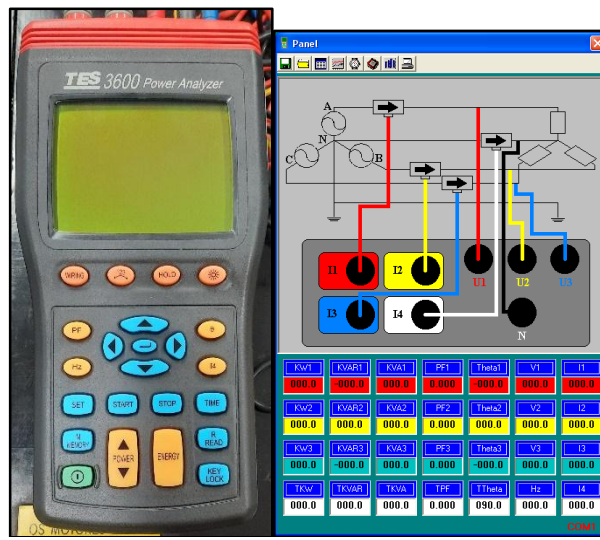 TES 3600 Power Analyzer
WIRING
3Φ
HOLD
PF
θ
Hz
I4
SET
START
STOP
TIME
N
MEMORY
POWER
ENERGY
R
READ
KEY
LOCK
QS MOTORES
Panel
A
N
C
B
I1
I2
I3
I4
U1
U2
U3
N
KW1 KVAR1 KVA1 PF1 Theta1 V1 I1
000.0 -000.0 000.0 0.000 -000.0 000.0 000.0
KW2 KVAR2 KVA2 PF2 Theta2 V2 I2
000.0 000.0 000.0 0.000 000.0 000.0 000.0
KW3 KVAR3 KVA3 PF3 Theta3 V3 I3
000.0 -000.0 000.0 0.000 -000.0 000.0 000.0
TKW TKVAR TKVA TPF TTheta Hz I4
000.0 000.0 000.0 0.000 090.0 000.0 000.0
COM1